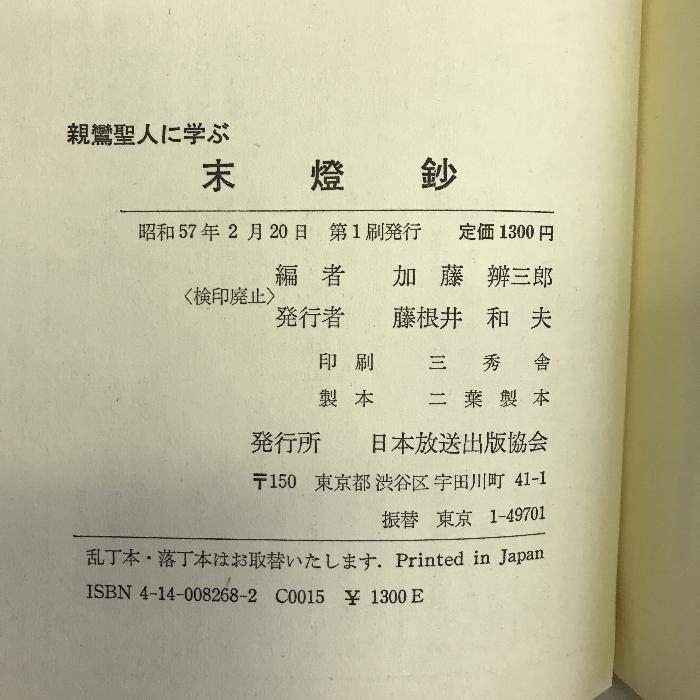 親鸞聖人に学ぶ
末燈鈔
昭和57年2月20日 第1刷発行 定価1300円
編者 加藤辨三郎
〈検印廃止〉
発行者 藤根井和夫
印刷 三秀舎
製本 二葉製本
発行所 日本放送出版協会
〒150 東京都渋谷区宇田川町 41-1
振替 東京 1-49701
乱丁本・落丁本はお取替いたします. Printed in Japan
ISBN 4-14-008268-2 C0015 ¥ 1300 E